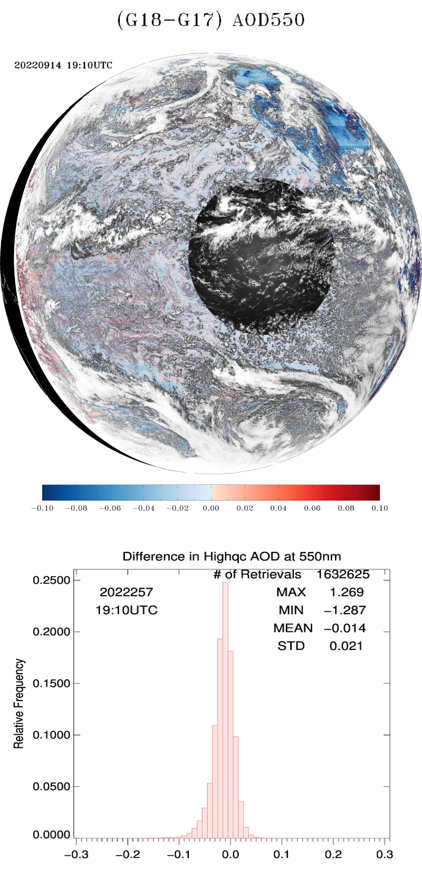 (G18−G17) AOD550
20220914 19:10UTC
-0.10 -0.08 -0.06 -0.04 -0.02 0.00 0.02 0.04 0.06 0.08 0.10
Difference in Highqc AOD at 550nm
# of Retrievals 1632625
2022257 MAX 1.269
19:10UTC MIN −1.287
MEAN −0.014
STD 0.021
Relative Frequency
0.2500
0.2000
0.1500
0.1000
0.0500
0.0000
−0.3 −0.2 −0.1 0.0 0.1 0.2 0.3